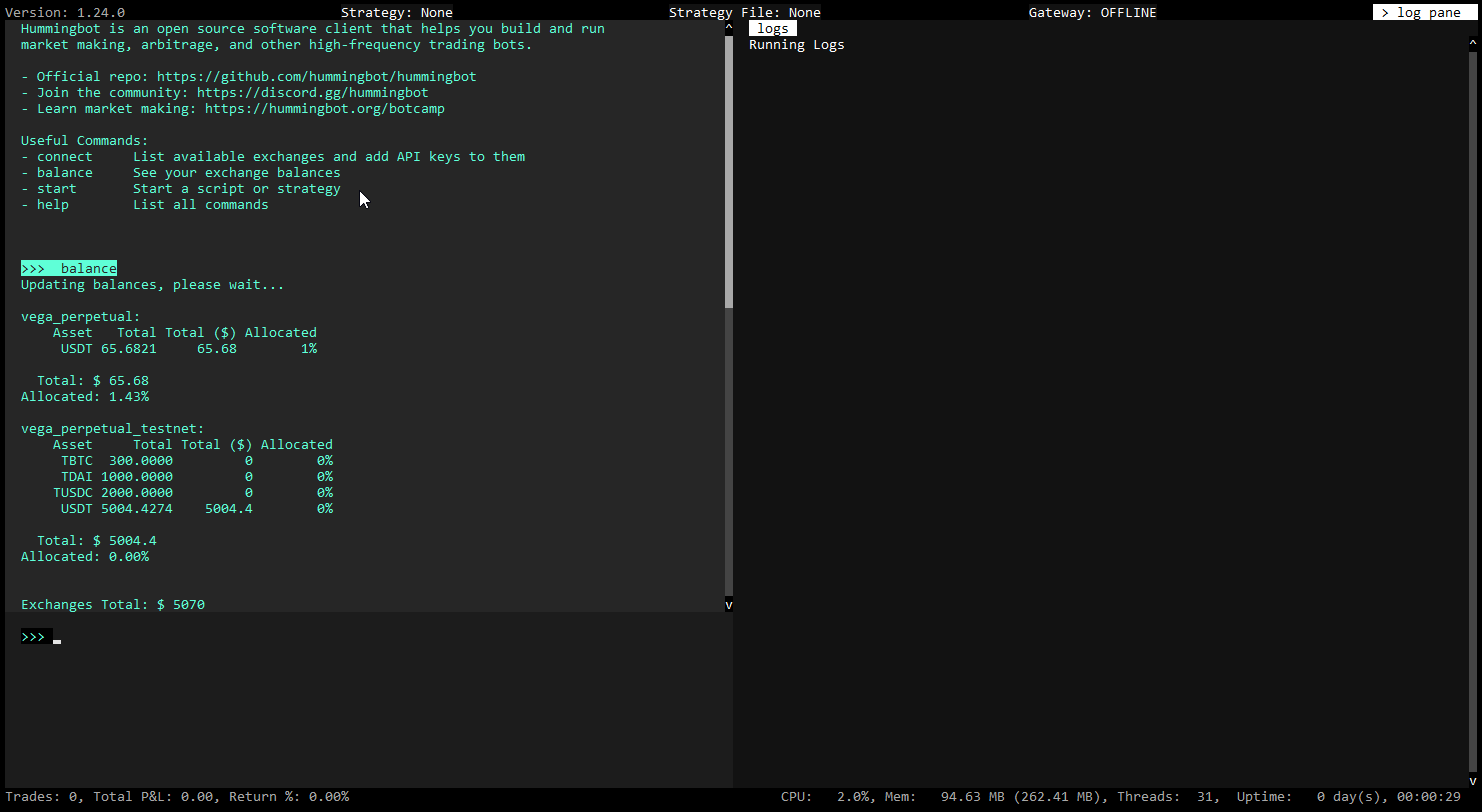 Version: 1.24.0 Strategy: None Strategy File: None Gateway: OFFLINE > log pane
Hummingbot is an open source software client that helps you build and run
market making, arbitrage, and other high-frequency trading bots.
- Official repo: https://github.com/hummingbot/hummingbot
- Join the community: https://discord.gg/hummingbot
- Learn market making: https://hummingbot.org/botcamp
Useful Commands:
- connect List available exchanges and add API keys to them
- balance See your exchange balances
- start Start a script or strategy
- help List all commands
>>> balance
Updating balances, please wait...
vega_perpetual:
Asset Total Total ($) Allocated
USDT 65.6821 65.68 1%
Total: $ 65.68
Allocated: 1.43%
vega_perpetual_testnet:
Asset Total Total ($) Allocated
TBTC 300.0000 0 0%
TDAI 1000.0000 0 0%
TUSDC 2000.0000 0 0%
USDT 5004.4274 5004.4 0%
Total: $ 5004.4
Allocated: 0.00%
Exchanges Total: $ 5070
>>>
logs
Running Logs
Trades: 0, Total P&L: 0.00, Return %: 0.00% CPU: 2.0%, Mem: 94.63 MB (262.41 MB), Threads: 31, Uptime: 0 day(s), 00:00:29